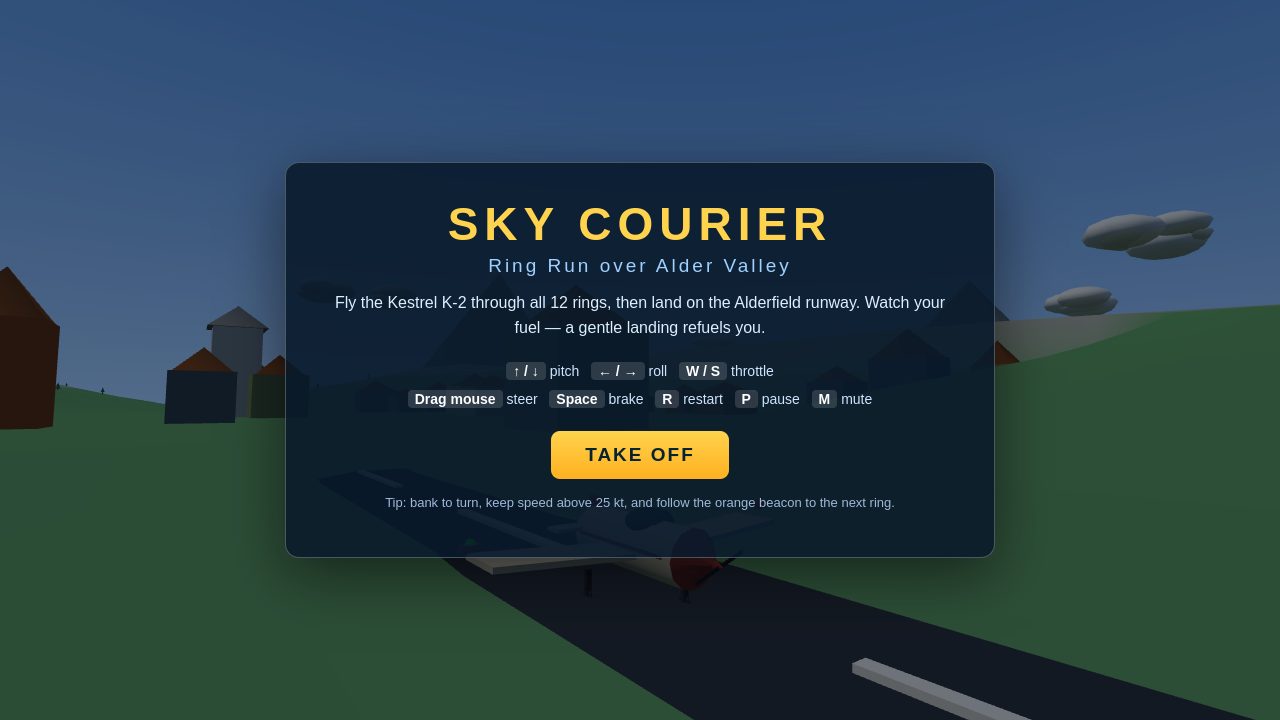 SKY COURIER
Ring Run over Alder Valley
Fly the Kestrel K-2 through all 12 rings, then land on the Alderfield runway. Watch your
fuel — a gentle landing refuels you.
↑ / ↓ pitch ← / → roll W / S throttle
Drag mouse steer Space brake R restart P pause M mute
TAKE OFF
Tip: bank to turn, keep speed above 25 kt, and follow the orange beacon to the next ring.